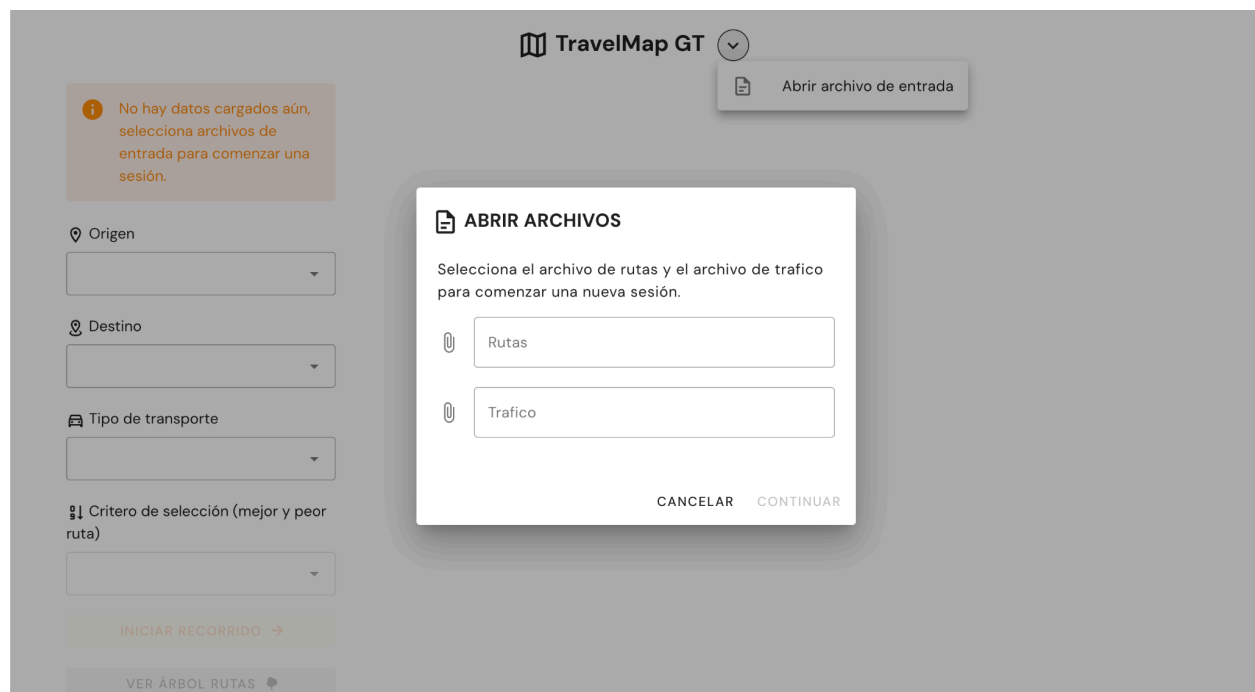 TravelMap GT
Abrir archivo de entrada
No hay datos cargados aún,
selecciona archivos de
entrada para comenzar una
sesión.
Origen
Destino
Tipo de transporte
Critero de selección (mejor y peor
ruta)
INICIAR RECORRIDO
VER ÁRBOL RUTAS
ABRIR ARCHIVOS
Selecciona el archivo de rutas y el archivo de trafico
para comenzar una nueva sesión.
Rutas
Trafico
CANCELAR CONTINUAR